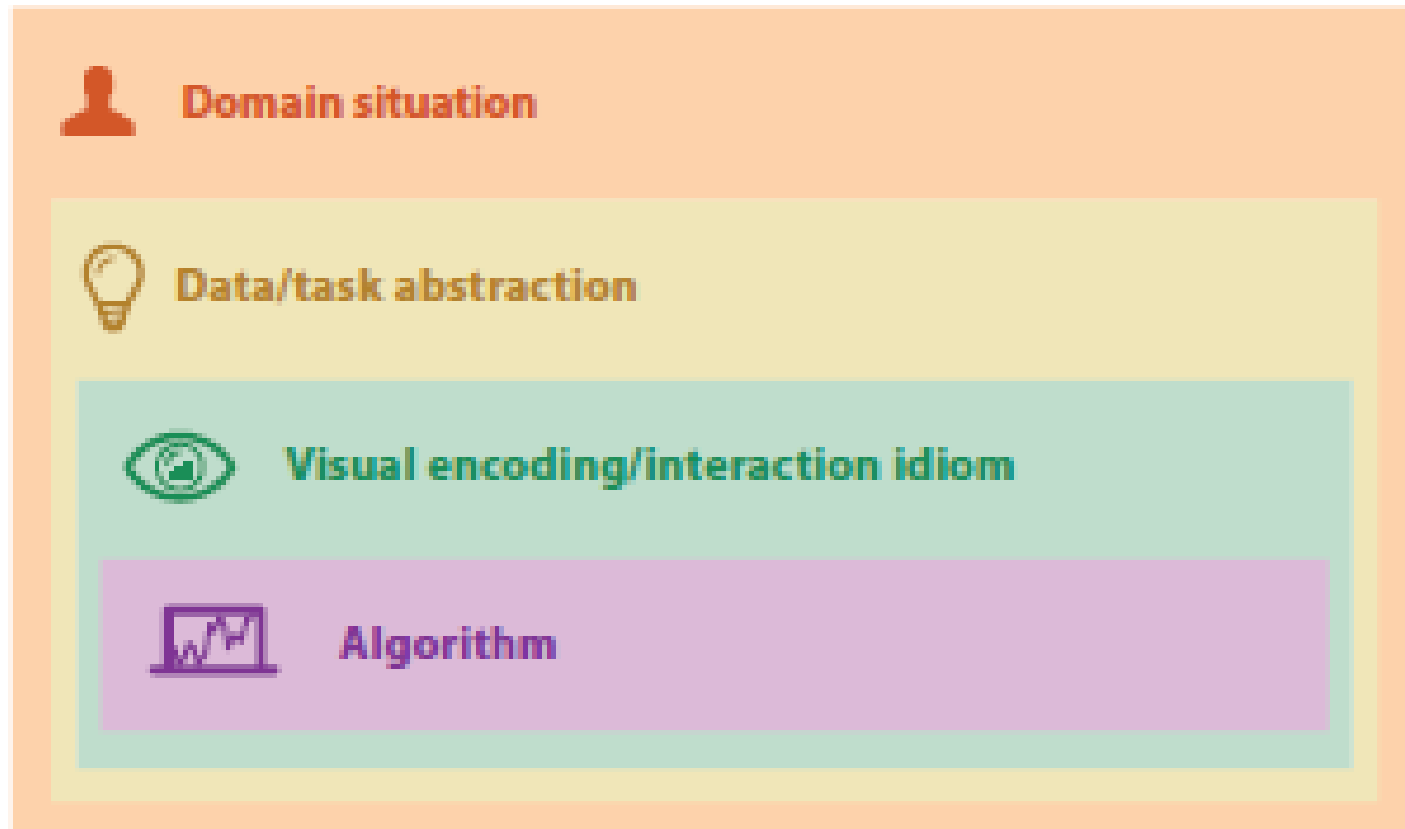 Domain situation
Data/task abstraction
Visual encoding/interaction idiom
Algorithm